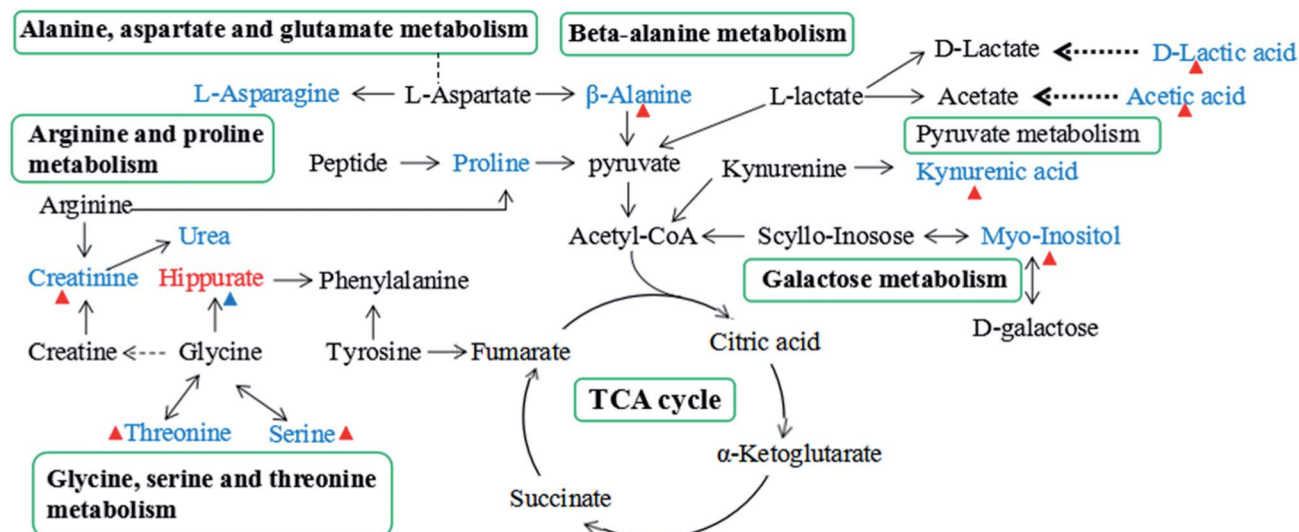 Alanine, aspartate and glutamate metabolism
Beta-alanine metabolism
D-Lactate
D-Lactic acid
L-Asparagine
L-Aspartate
β-Alanine
L-lactate
Acetate
Acetic acid
Arginine and proline
metabolism
Pyruvate metabolism
Peptide
Proline
pyruvate
Kynurenine
Kynurenic acid
Arginine
Urea
Acetyl-CoA
Scyllo-Inosose
Myo-Inositol
Creatinine
Hippurate
Phenylalanine
Galactose metabolism
D-galactose
Creatine
Glycine
Tyrosine
Fumarate
Citric acid
TCA cycle
Threonine
Serine
α-Ketoglutarate
Glycine, serine and threonine
metabolism
Succinate